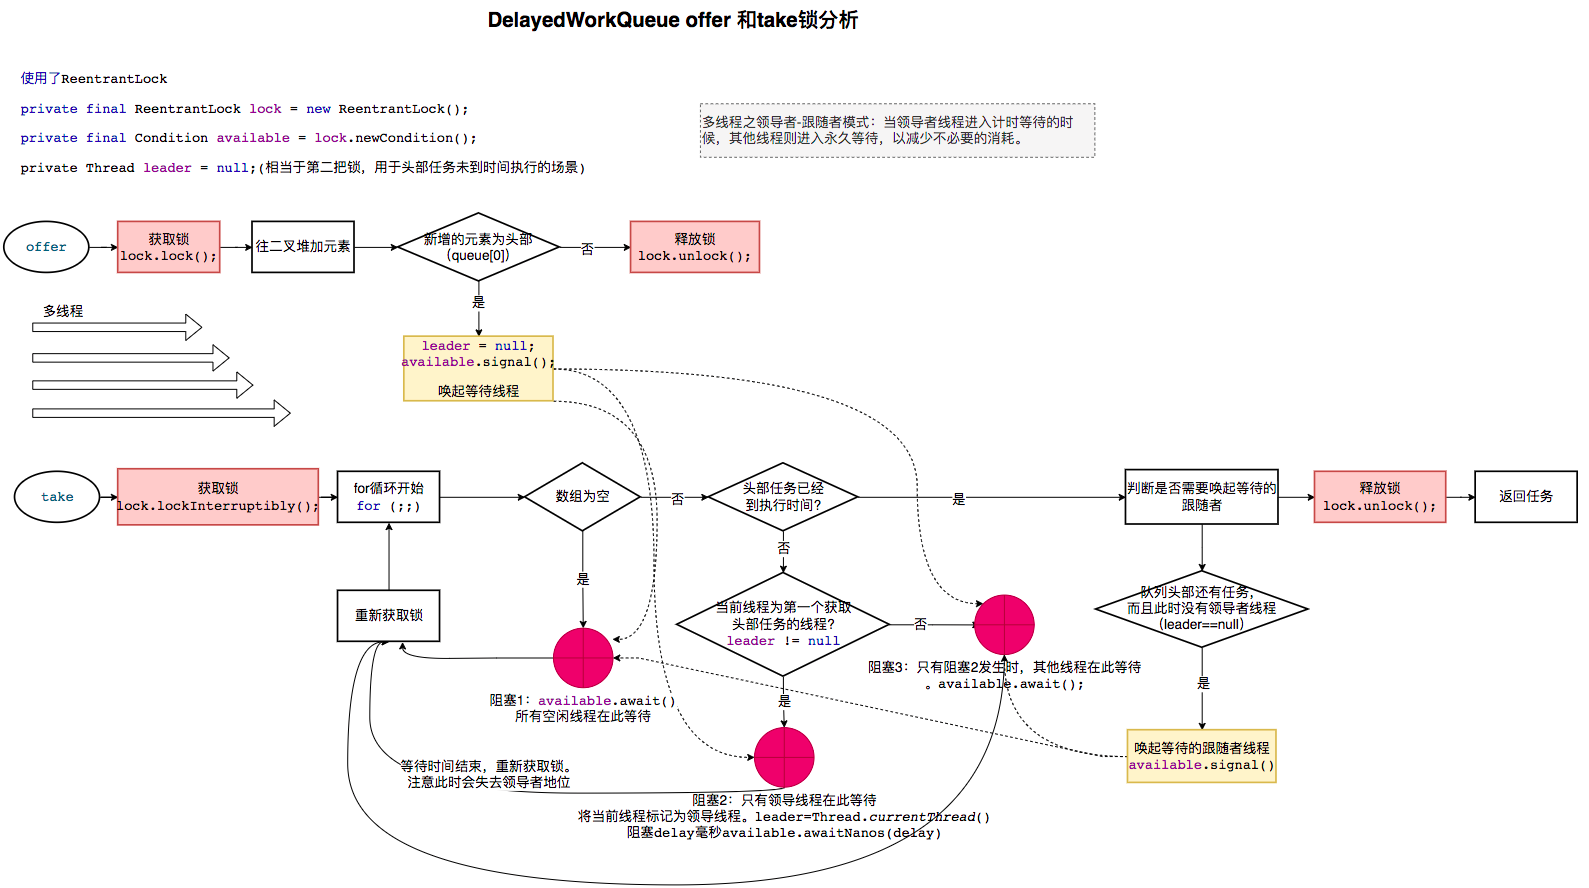 DelayedWorkQueue offer 和take锁分析
使用了ReentrantLock
private final ReentrantLock lock = new ReentrantLock();
private final Condition available = lock.newCondition();
private Thread leader = null;(相当于第二把锁，用于头部任务未到时间执行的场景)
多线程之领导者-跟随者模式：当领导者线程进入计时等待的时
候，其他线程则进入永久等待，以减少不必要的消耗。
offer
获取锁
lock.lock();
往二叉堆加元素
新增的元素为头部
（queue[0]）
否
释放锁
lock.unlock();
是
多线程
leader = null;
available.signal();
唤起等待线程
take
获取锁
lock.lockInterruptibly();
for循环开始
for (;;)
数组为空
否
头部任务已经
到执行时间？
是
判断是否需要唤起等待的
跟随者
释放锁
lock.unlock();
返回任务
是
否
重新获取锁
当前线程为第一个获取
头部任务的线程？
leader != null
否
队列头部还有任务，
而且此时没有领导者线程
（leader==null）
阻塞3：只有阻塞2发生时，其他线程在此等待
。available.await();
是
阻塞1：available.await()
所有空闲线程在此等待
是
唤起等待的跟随者线程
available.signal()
等待时间结束，重新获取锁。
注意此时会失去领导者地位
阻塞2：只有领导线程在此等待
将当前线程标记为领导线程。leader=Thread.currentThread()
阻塞delay毫秒available.awaitNanos(delay)